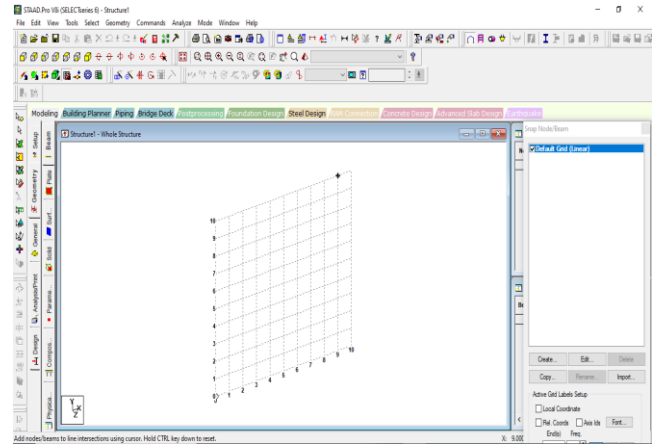 STAAD.Pro V8i (SELECTseries 6) - Structure1
File Edit View Tools Select Geometry Commands Analyze Mode Window Help
Modeling Building Planner Piping Bridge Deck Postprocessing Foundation Design Steel Design Concrete Design Advanced Slab Design
Structure1 - Whole Structure
Snap Node/Beam
Default Grid (Linear)
Setup
Geometry
General
Analysis/Print
Design
Beam
Plate
Surf...
Solid
Parame...
Compos...
Physica...
10
9
8
7
6
5
4
3
2
1
0 1 2 3 4 5 6 7 8 9 10
Y
X
Z
Create... Edit... Delete
Copy... Rename... Import...
Active Grid Labels Setup
Local Coordinate
Rel. Coords Axis Ids Font...
End(s) Freq.
Add nodes/beams to line intersections using cursor. Hold CTRL key down to reset.
X: 9.000